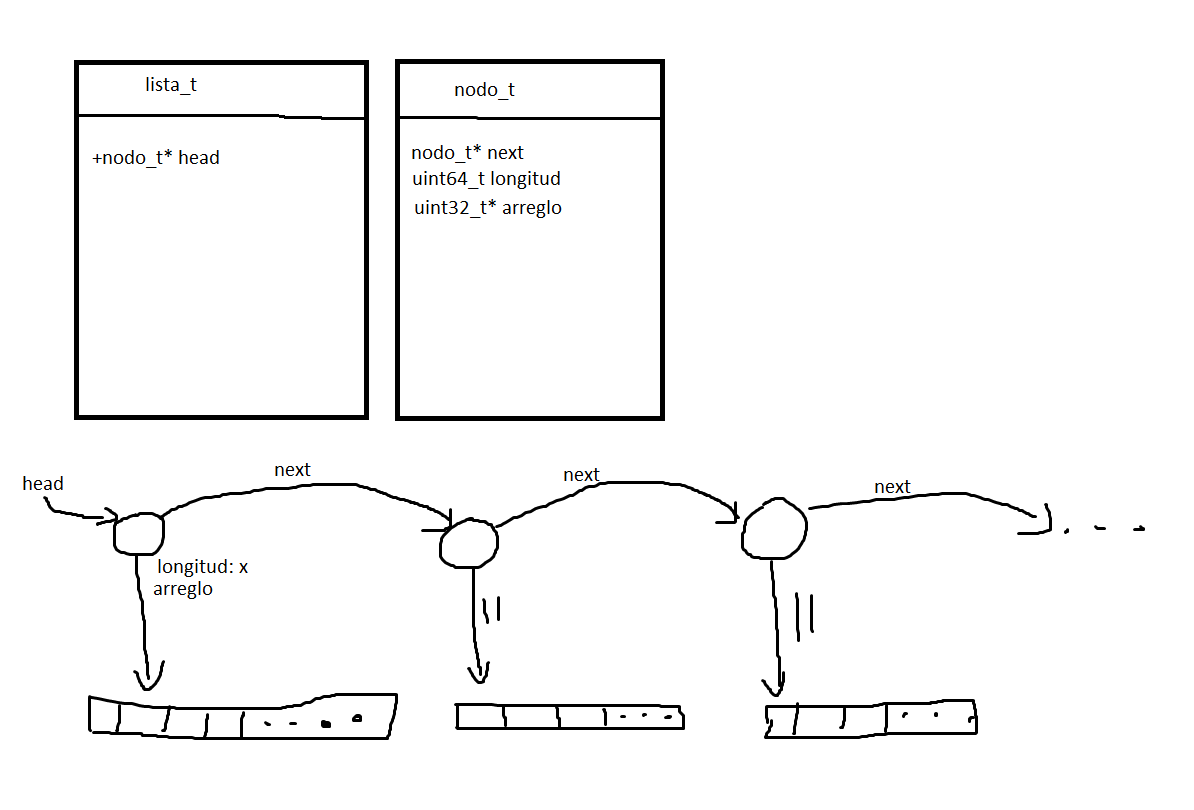 lista_t
+nodo_t* head
nodo_t
nodo_t* next
uint64_t longitud
uint32_t* arreglo
head
next
next
next
longitud: x
arreglo